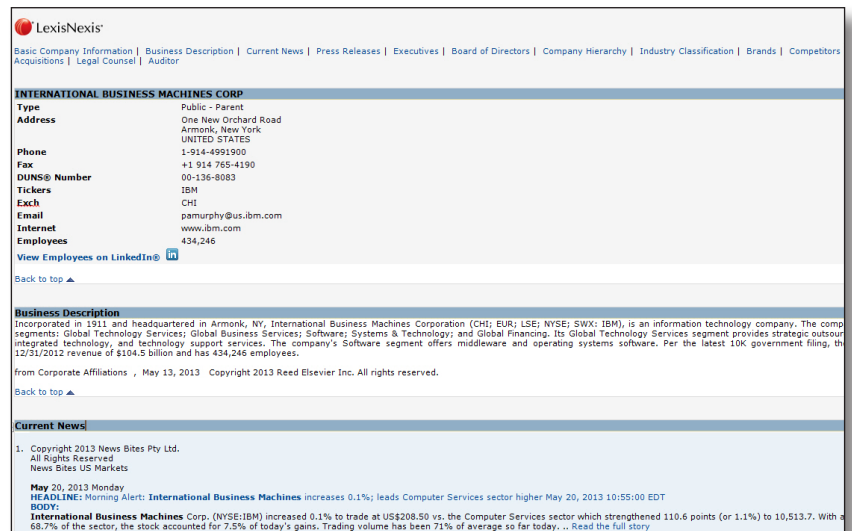 LexisNexis®
Basic Company Information | Business Description | Current News | Press Releases | Executives | Board of Directors | Company Hierarchy | Industry Classification | Brands | Competitors
Acquisitions | Legal Counsel | Auditor
INTERNATIONAL BUSINESS MACHINES CORP
Type Public - Parent
Address One New Orchard Road
Armonk, New York
UNITED STATES
Phone 1-914-4991900
Fax +1 914 765-4190
DUNS® Number 00-136-8083
Tickers IBM
Exch CHI
Email pamurphy@us.ibm.com
Internet www.ibm.com
Employees 434,246
View Employees on LinkedIn® in
Back to top
Business Description
Incorporated in 1911 and headquartered in Armonk, NY, International Business Machines Corporation (CHI; EUR; LSE; NYSE; SWX: IBM), is an information technology company. The comp
segments: Global Technology Services; Global Business Services; Software; Systems & Technology; and Global Financing. Its Global Technology Services segment provides strategic outsour
integrated technology, and technology support services. The company's Software segment offers middleware and operating systems software. Per the latest 10K government filing, th
12/31/2012 revenue of $104.5 billion and has 434,246 employees.
from Corporate Affiliations , May 13, 2013 Copyright 2013 Reed Elsevier Inc. All rights reserved.
Back to top
Current News
1. Copyright 2013 News Bites Pty Ltd.
All Rights Reserved
News Bites US Markets
May 20, 2013 Monday
HEADLINE: Morning Alert: International Business Machines increases 0.1%; leads Computer Services sector higher May 20, 2013 10:55:00 EDT
BODY:
International Business Machines Corp. (NYSE:IBM) increased 0.1% to trade at US$208.50 vs. the Computer Services sector which strengthened 110.6 points (or 1.1%) to 10,513.7. With a
68.7% of the sector, the stock accounted for 7.5% of today's gains. Trading volume has been 71% of average so far today. .. Read the full story